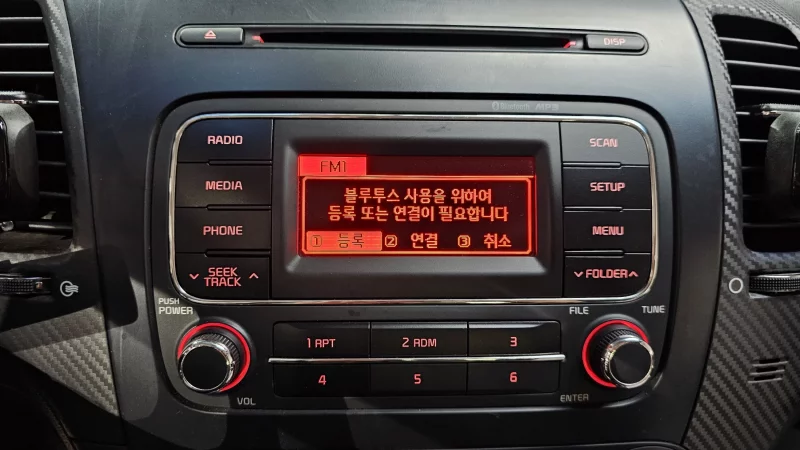 DISP
Bluetooth MP3
RADIO
MEDIA
PHONE
SEEK
TRACK
FM1
블루투스 사용을 위하여
등록 또는 연결이 필요합니다
① 등록 ② 연결 ③ 취소
SCAN
SETUP
MENU
FOLDER
PUSH
POWER
VOL
1 RPT
2 RDM
3
4
5
6
FILE
TUNE
ENTER